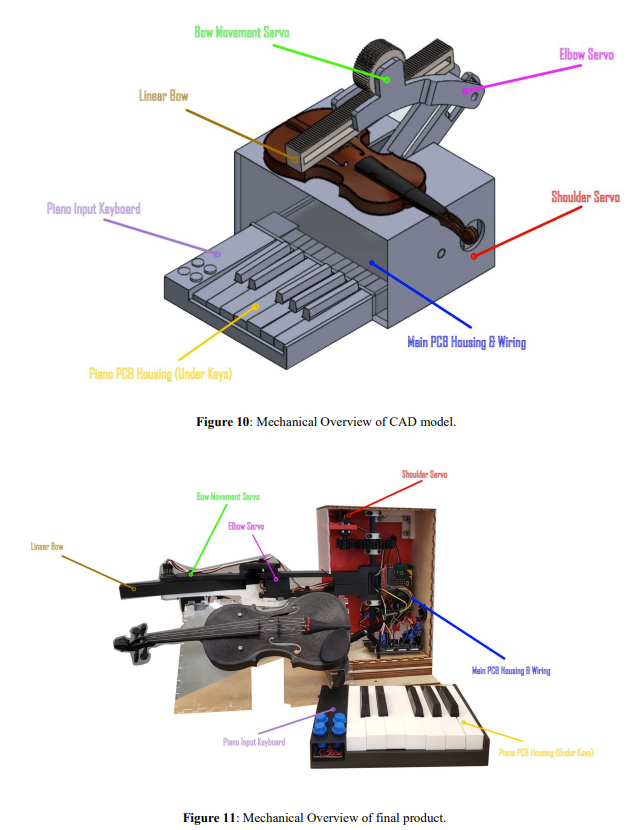 Bow Movement Servo
Elbow Servo
Linear Bow
Shoulder Servo
Piano Input Keyboard
Main PCB Housing & Wiring
Piano PCB Housing (Under Keys)
Figure 10: Mechanical Overview of CAD model.
Shoulder Servo
Bow Movement Servo
Elbow Servo
Linear Bow
Main PCB Housing & Wiring
Piano Input Keyboard
Piano PCB Housing (Under Keys)
Figure 11: Mechanical Overview of final product.